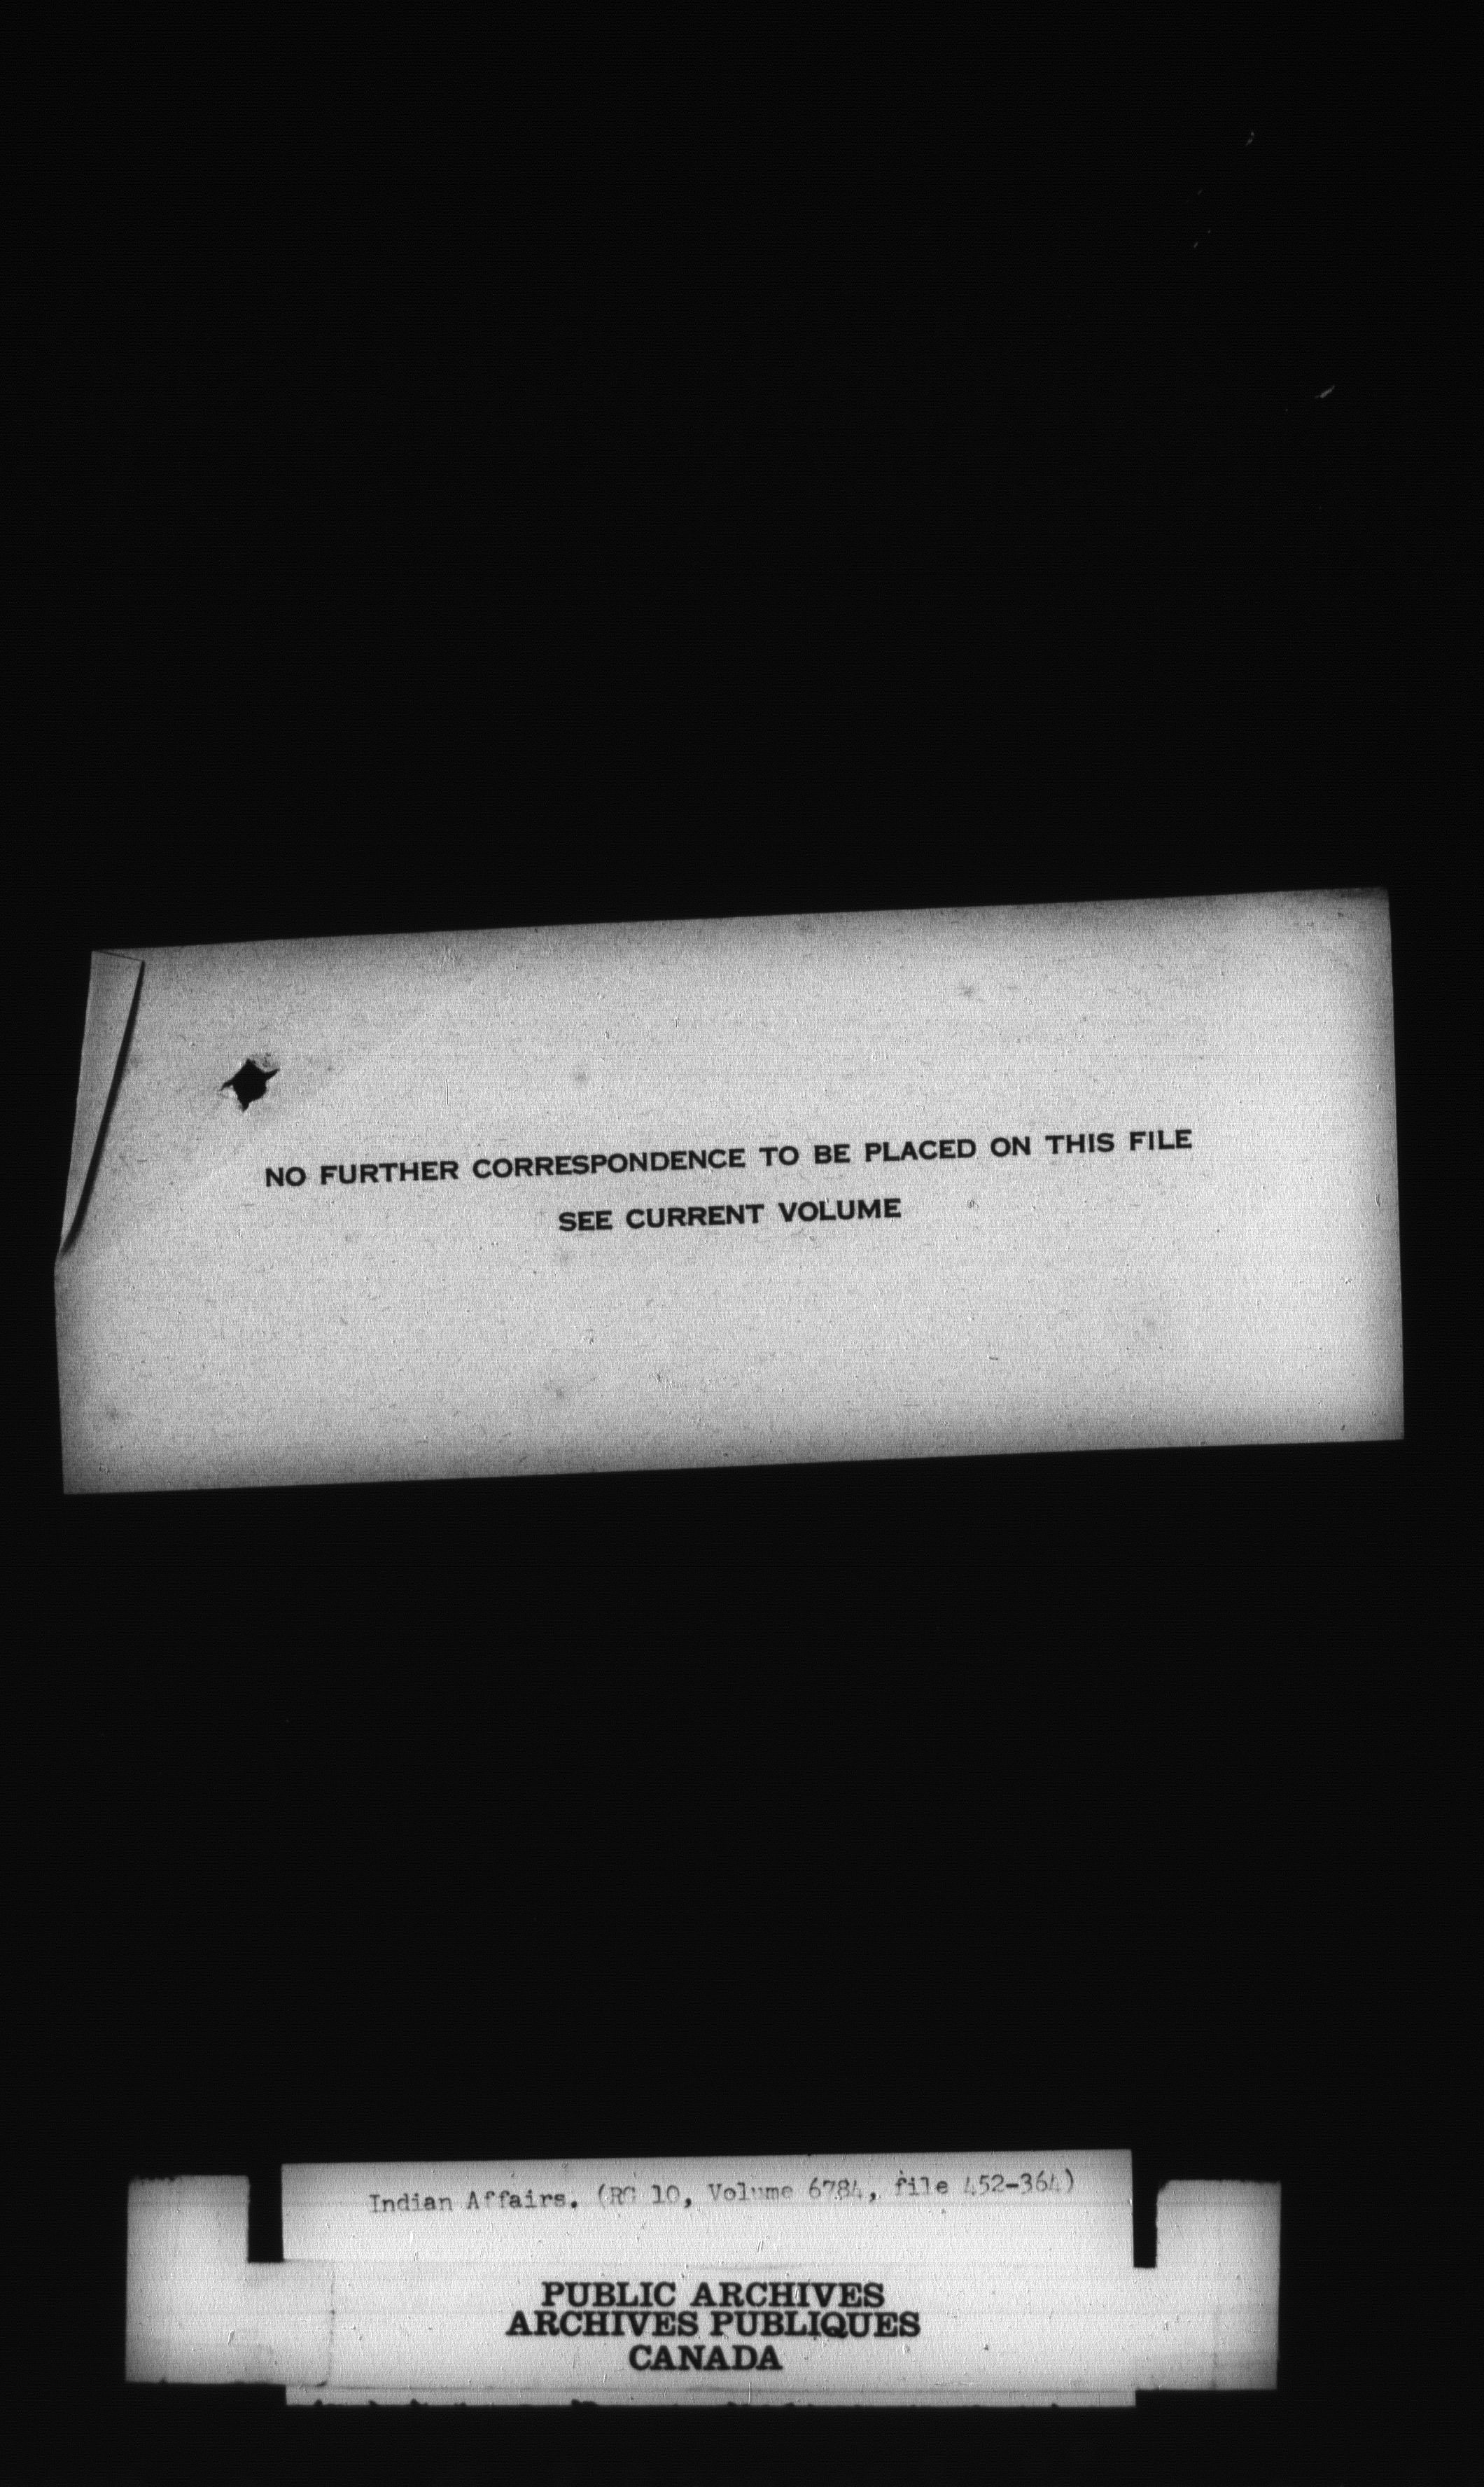 NO FURTHER CORRESPONDENCE TO BE PLACED ON THIS FILE
SEE CURRENT VOLUME
Indian Affairs. (RG 10, Volume 6784, file 452-364)
PUBLIC ARCHIVES
ARCHIVES PUBLIQUES
CANADA